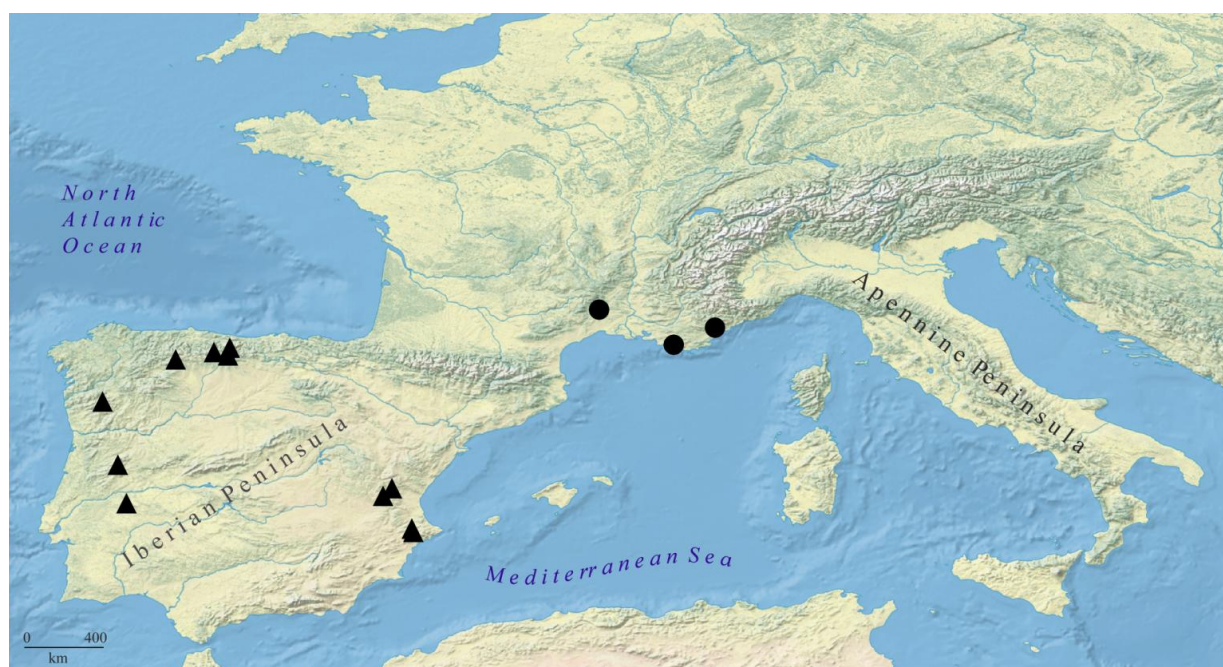 North
Atlantic
Ocean
Apennine Peninsula
Iberian Peninsula
Mediterranean Sea
0 400
km